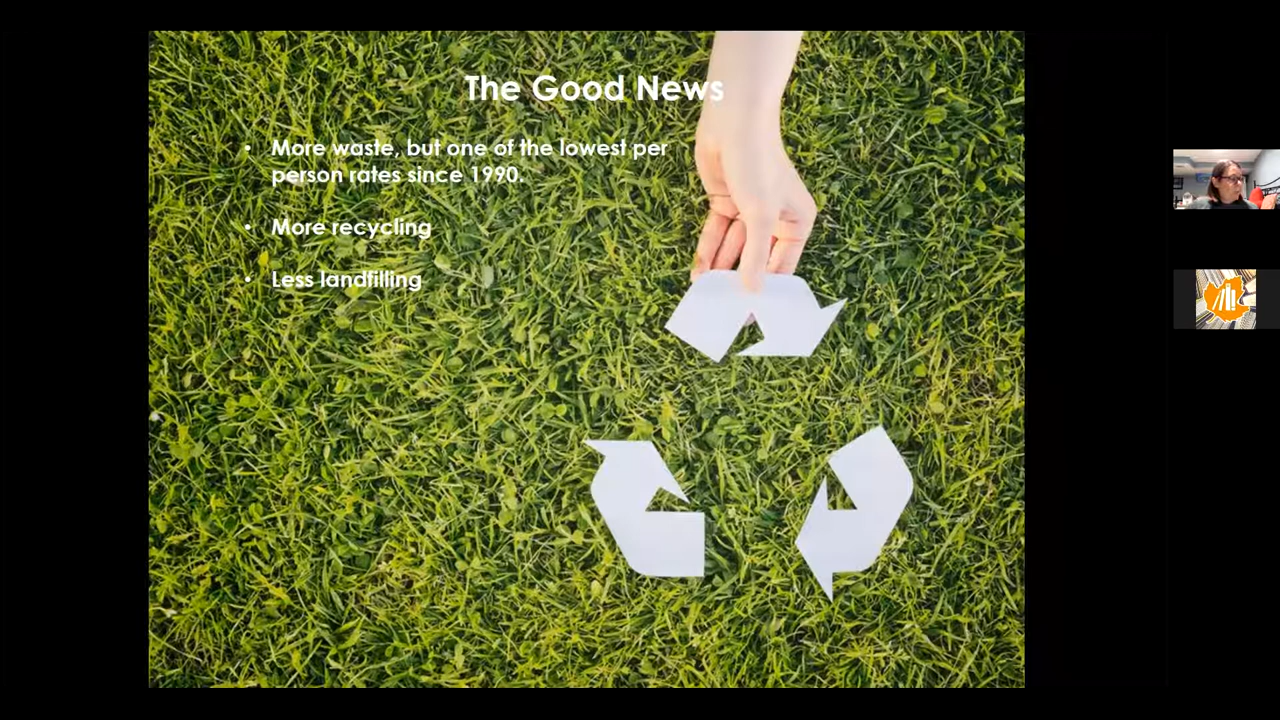 The Good News
• More waste, but one of the lowest per
person rates since 1990.
• More recycling
• Less landfilling